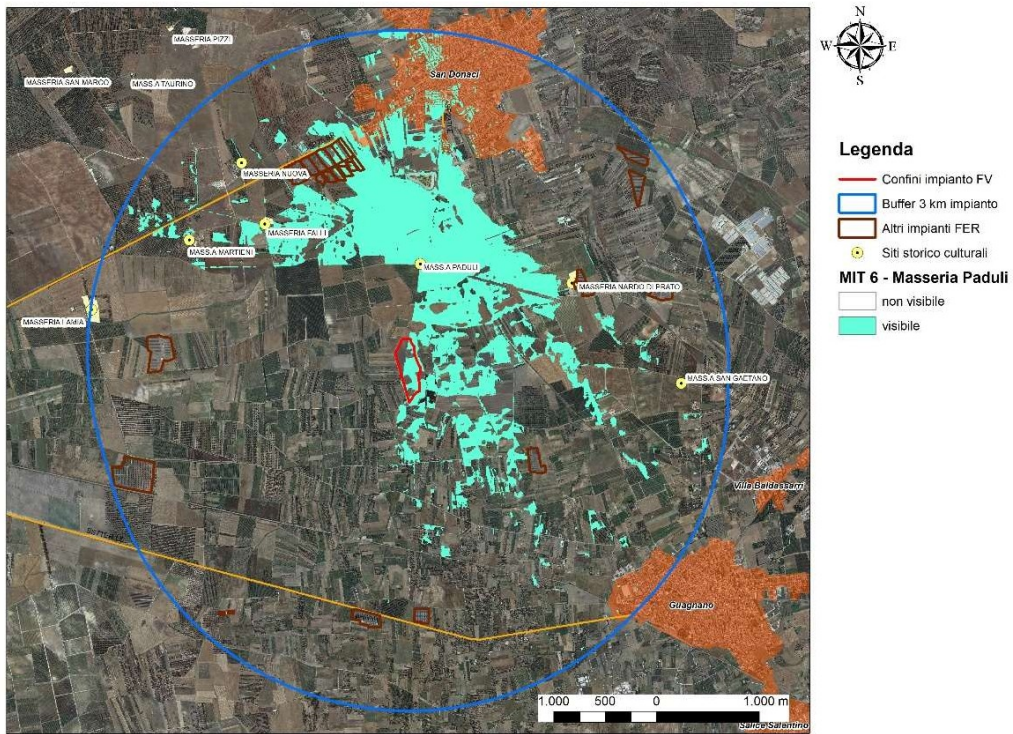 N
W E
S
MASSERIA PIZZI
MASSERIA SAN MARCO
MASS.A TAURINO
San Donaci
MASSERIA NUOVA
MASSERIA FALLI
MASS.A MARTIENI
MASS.A PADULI
MASSERIA NARDO DI PRATO
MASSERIA LAMIA
MASS.A SAN GAETANO
Villa Baldassarri
Guagnano
Salice Salentino
1.000 500 0 1.000 m
Legenda
Confini impianto FV
Buffer 3 km impianto
Altri impianti FER
Siti storico culturali
MIT 6 - Masseria Paduli
non visibile
visibile